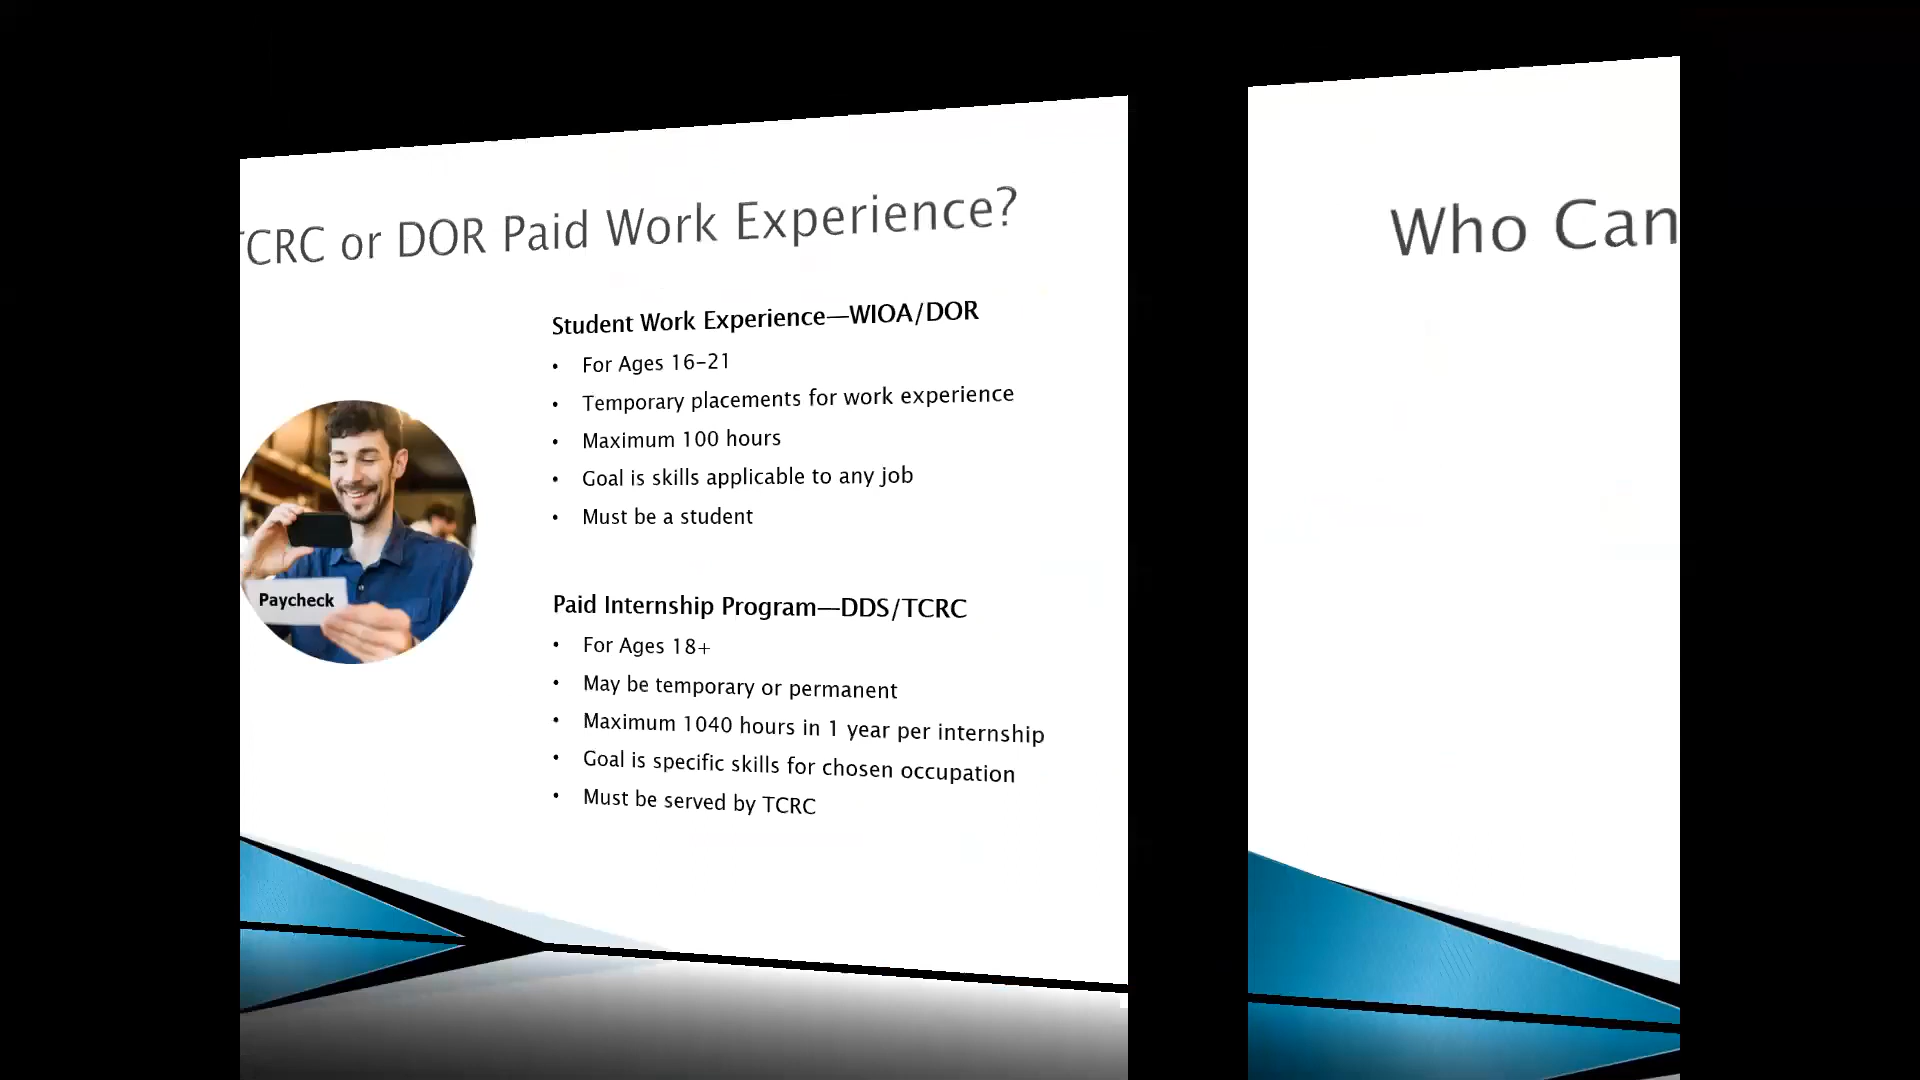 TCRC or DOR Paid Work Experience?
Student Work Experience—WIOA/DOR
• For Ages 16-21
• Temporary placements for work experience
• Maximum 100 hours
• Goal is skills applicable to any job
• Must be a student
Paycheck
Paid Internship Program—DDS/TCRC
• For Ages 18+
• May be temporary or permanent
• Maximum 1040 hours in 1 year per internship
• Goal is specific skills for chosen occupation
• Must be served by TCRC
Who Can